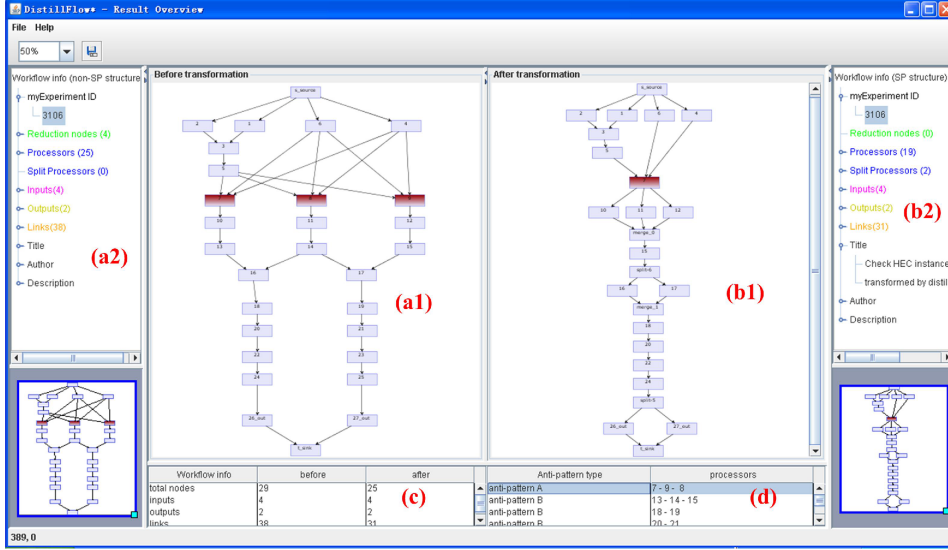 DistillFlow* - Result Overview
File Help
50%
Workflow info (non-SP structure
myExperiment ID
3106
Reduction nodes (4)
Processors (25)
Split Processors (0)
Inputs(4)
Outputs(2)
Links(38)
Title
Author
Description
(a2)
Before transformation
s_source
2 1 6 4
3
5
10 11 12
13 14 15
16 17
18 19
20 21
22 23
24 25
26_out 27_out
t_sink
(a1)
After transformation
s_source
2 1 6 4
3
5
10 11 12
merge_0
15
split-6
16 17
merge_1
18
20
22
24
split-5
26_out 27_out
t_sink
(b1)
Workflow info (SP structure)
myExperiment ID
3106
Reduction nodes (0)
Processors (19)
Split Processors (2)
Inputs(4)
Outputs(2)
Links(31)
Title
Check HEC instance
transformed by distil
Author
Description
(b2)
Workflow info before after
total nodes 29 25
inputs 4 4
outputs 2 2
links 38 31
(c)
Anti-pattern type processors
anti-pattern A 7 - 9 - 8
anti-pattern B 13 - 14 - 15
anti-pattern B 18 - 19
anti-pattern B 20 - 21
(d)
389, 0